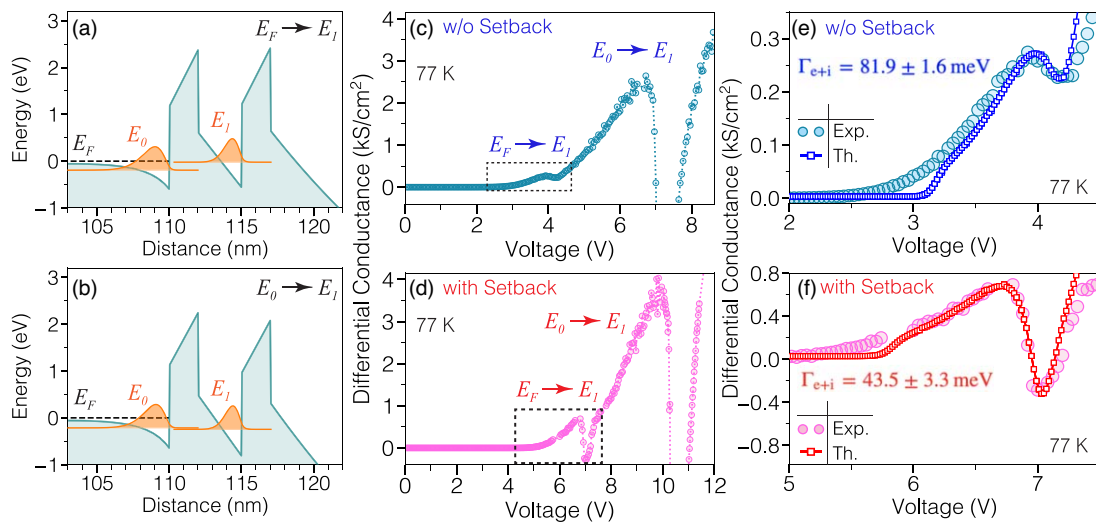 (a)
E_F → E_1
Energy (eV)
3
2
1
0
−1
E_F
E_0
E_1
105 110 115 120
Distance (nm)
(b)
E_0 → E_1
Energy (eV)
3
2
1
0
−1
E_F
E_0
E_1
105 110 115 120
Distance (nm)
Differential Conductance (kS/cm²)
(c) w/o Setback
E_0 → E_1
77 K
E_F → E_1
4
3
2
1
0
0 2 4 6 8
Voltage (V)
(d) with Setback
77 K
E_0 → E_1
E_F → E_1
4
3
2
1
0
0 2 4 6 8 10 12
Voltage (V)
Differential Conductance (kS/cm²)
(e) w/o Setback
Γe+i = 81.9 ± 1.6 meV
Exp.
Th.
77 K
0.3
0.2
0.1
0.0
2 3 4
Voltage (V)
(f) with Setback
Γe+i = 43.5 ± 3.3 meV
Exp.
Th.
77 K
0.8
0.4
0.0
-0.4
-0.8
5 6 7
Voltage (V)